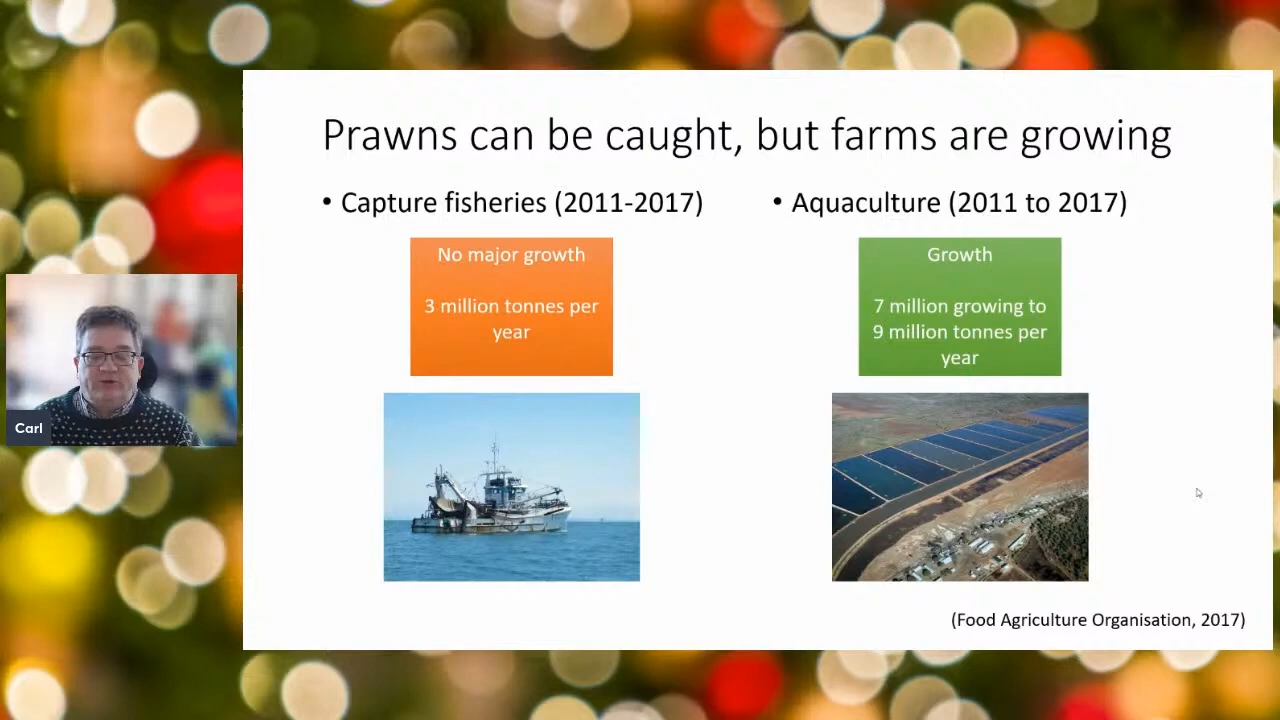 Prawns can be caught, but farms are growing
• Capture fisheries (2011-2017)
No major growth
3 million tonnes per
year
• Aquaculture (2011 to 2017)
Growth
7 million growing to
9 million tonnes per
year
Carl
(Food Agriculture Organisation, 2017)